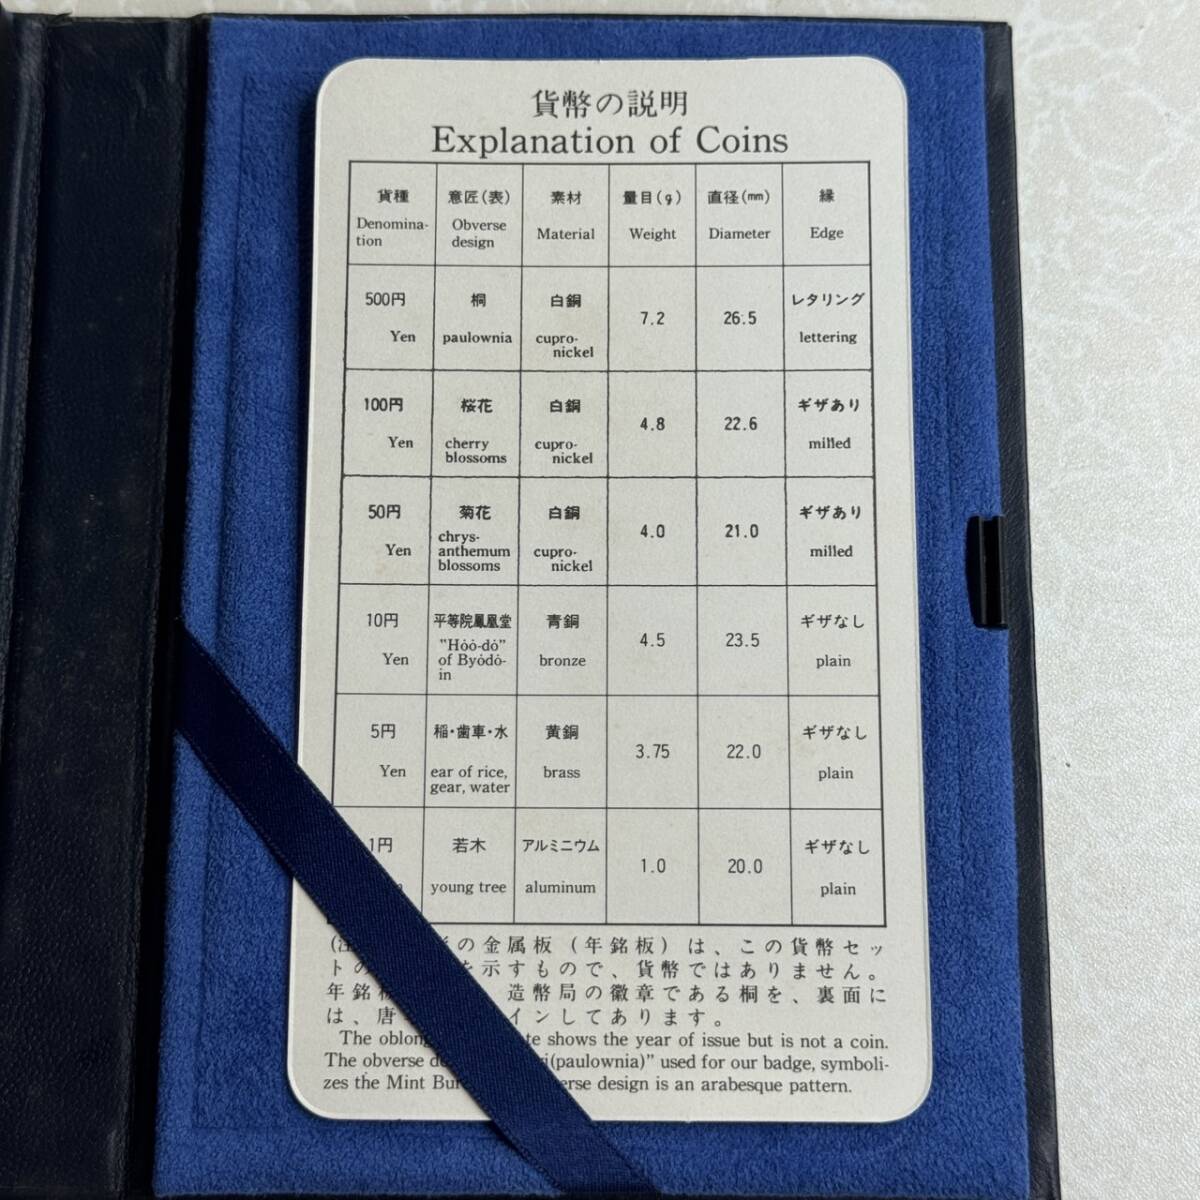 貨幣の説明
Explanation of Coins
貨種 意匠(表) 素材 量目(g) 直径(mm) 縁
Denomina-
tion
Obverse
design
Material Weight Diameter Edge
500円 桐 白銅 7.2 26.5 レタリング
Yen paulownia cupro-
nickel
lettering
100円 桜花 白銅 4.8 22.6 ギザあり
Yen cherry
blossoms
cupro-
nickel
milled
50円 菊花 白銅 4.0 21.0 ギザあり
Yen chrys-
anthemum
blossoms
cupro-
nickel
milled
10円 平等院鳳凰堂 青銅 4.5 23.5 ギザなし
Yen "Hóó-dó"
of Byódó-
in
bronze plain
5円 稲・歯車・水 黄銅 3.75 22.0 ギザなし
Yen ear of rice,
gear, water
brass plain
1円 若木 アルミニウム 1.0 20.0 ギザなし
young tree aluminum plain
の金属板(年銘板)は、この貨幣セッ
トの を示すもので、貨幣ではありません。
年銘板 造幣局の徽章である桐を、裏面に
は、唐 インしてあります。
The oblong te shows the year of issue but is not a coin.
The obverse de ri(paulownia)" used for our badge, symboli-
zes the Mint Bur erse design is an arabesque pattern.